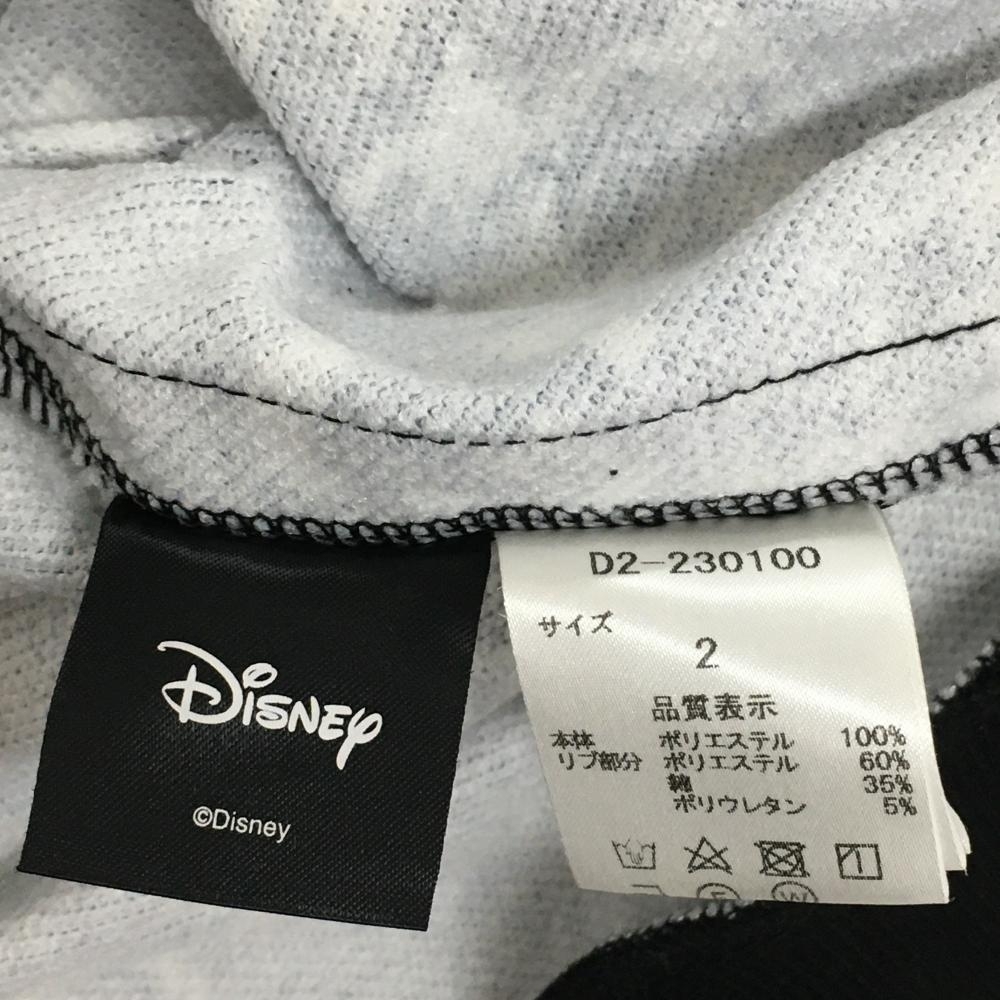 Disney
©Disney
D2-230100
サイズ
2
品質表示
本体 ポリエステル 100%
リブ部分 ポリエステル 60%
綿 35%
ポリウレタン 5%